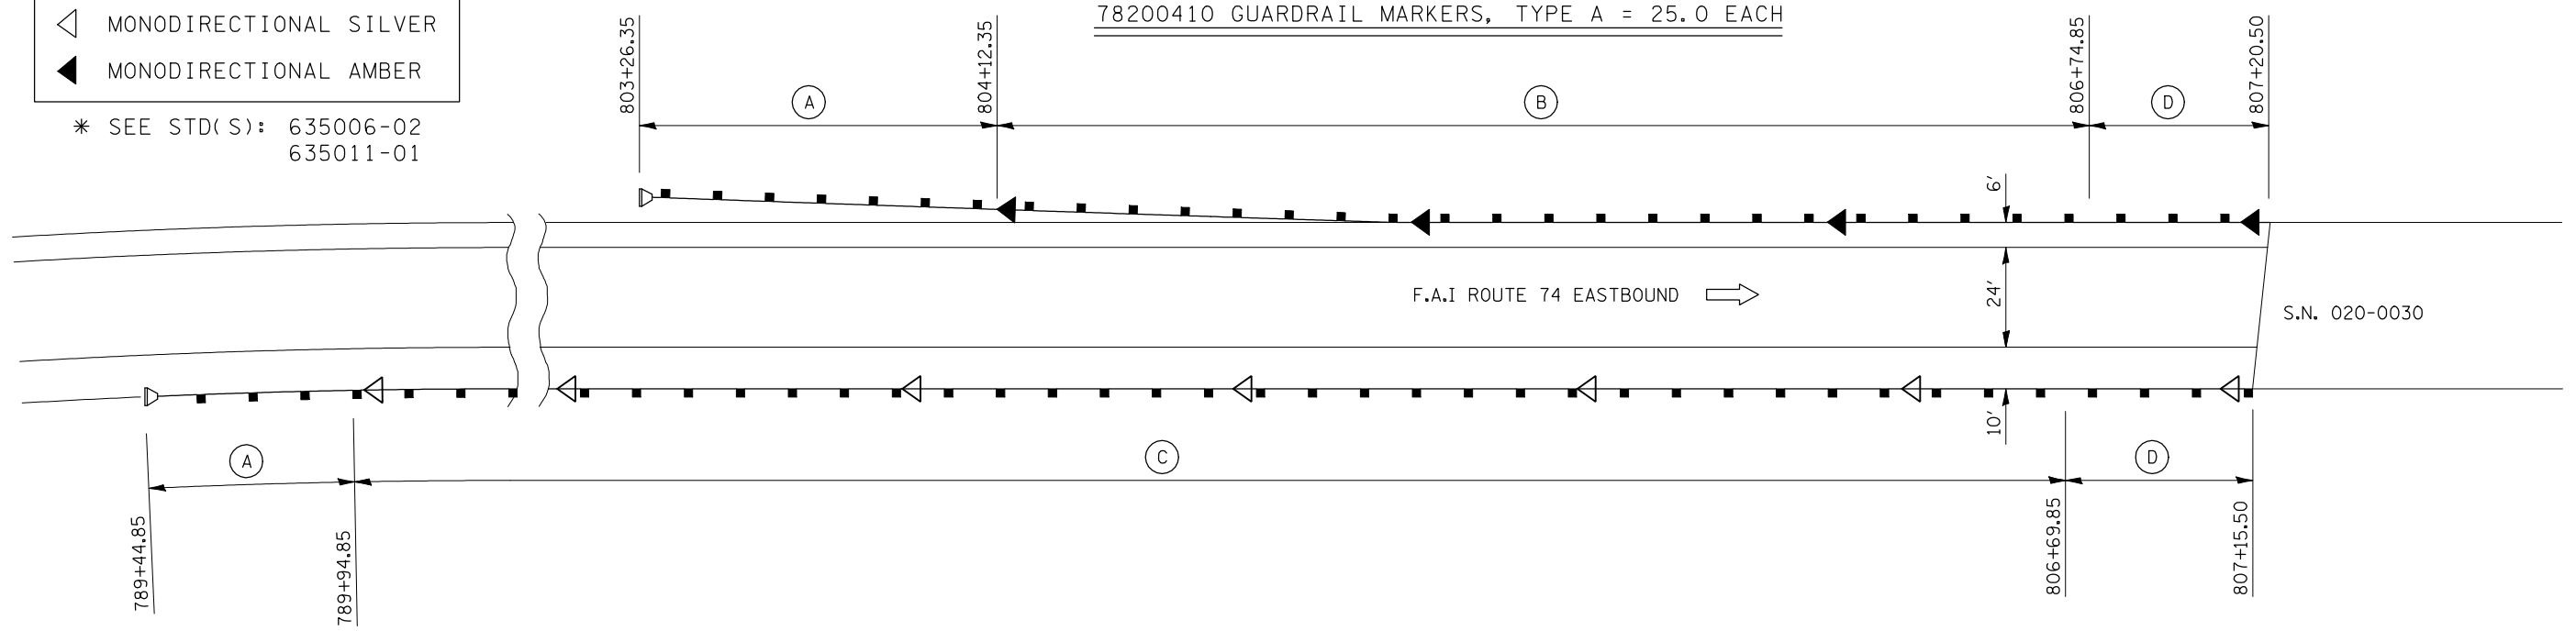 78200410 GUARDRAIL MARKERS, TYPE A = 25.0 EACH
MONODIRECTIONAL SILVER
MONODIRECTIONAL AMBER
* SEE STD(S): 635006-02
635011-01
803+26.35
804+12.35
806+74.85
807+20.50
A
B
D
6'
24'
10'
F.A.I ROUTE 74 EASTBOUND
S.N. 020-0030
A
C
D
789+44.85
789+94.85
806+69.85
807+15.50